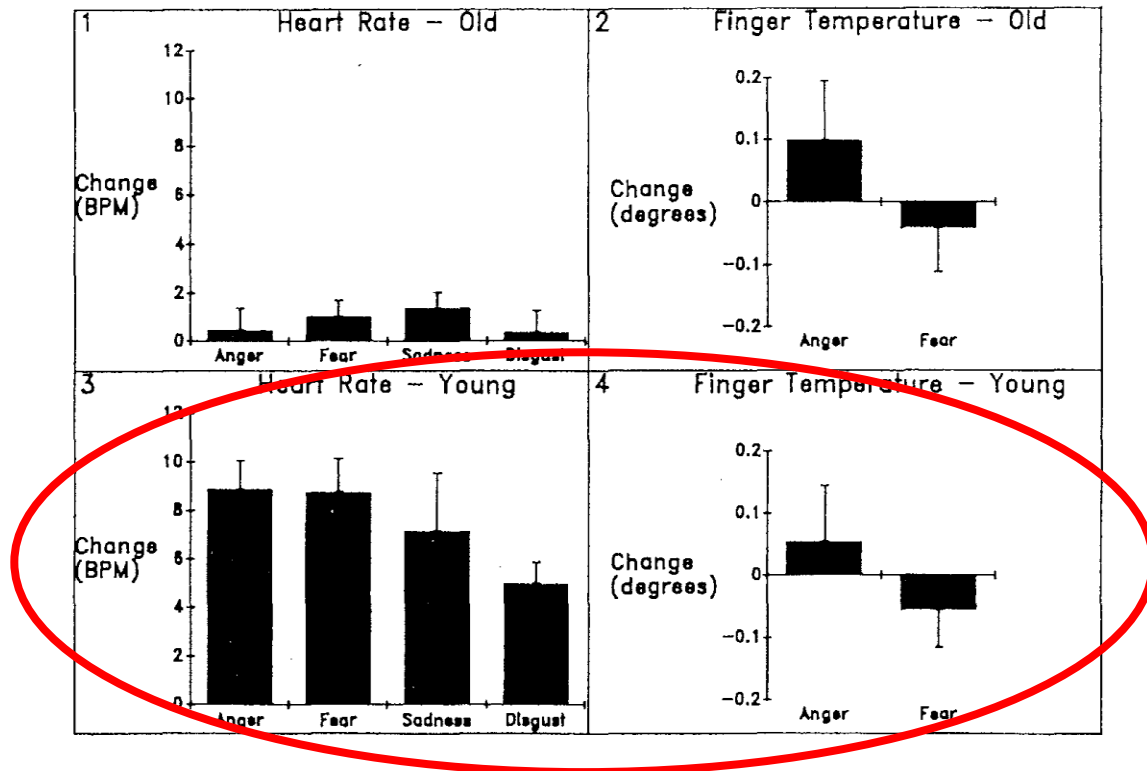 1
Heart Rate – Old
12
10
8
6
4
2
0
Change
(BPM)
Anger Fear Sadness Disgust
2
Finger Temperature – Old
0.2
0.1
0
-0.1
-0.2
Change
(degrees)
Anger Fear
3
Heart Rate – Young
12
10
8
6
4
2
0
Change
(BPM)
Anger Fear Sadness Disgust
4
Finger Temperature – Young
0.2
0.1
0
-0.1
-0.2
Change
(degrees)
Anger Fear